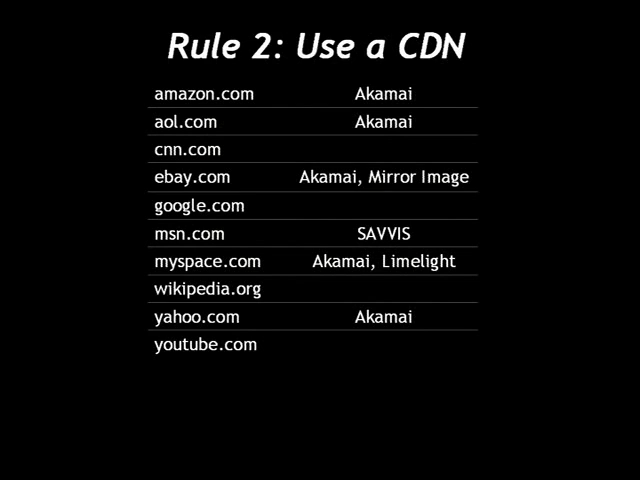 Rule 2: Use a CDN
amazon.com Akamai
aol.com Akamai
cnn.com
ebay.com Akamai, Mirror Image
google.com
msn.com SAVVIS
myspace.com Akamai, Limelight
wikipedia.org
yahoo.com Akamai
youtube.com